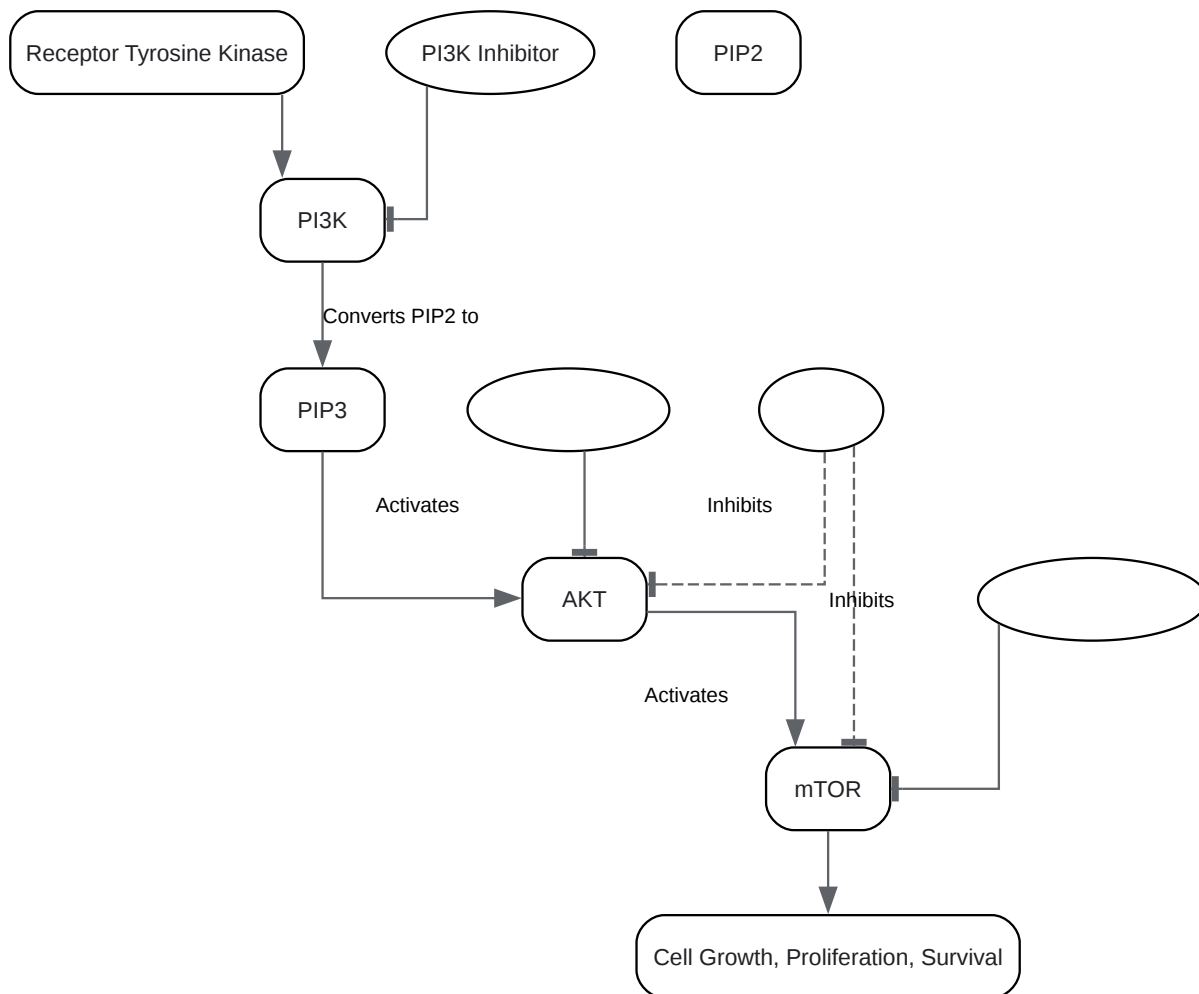 Receptor Tyrosine Kinase
PI3K Inhibitor
PIP2
PI3K
Converts PIP2 to
PIP3
Activates
Inhibits
AKT
Inhibits
Activates
mTOR
Cell Growth, Proliferation, Survival